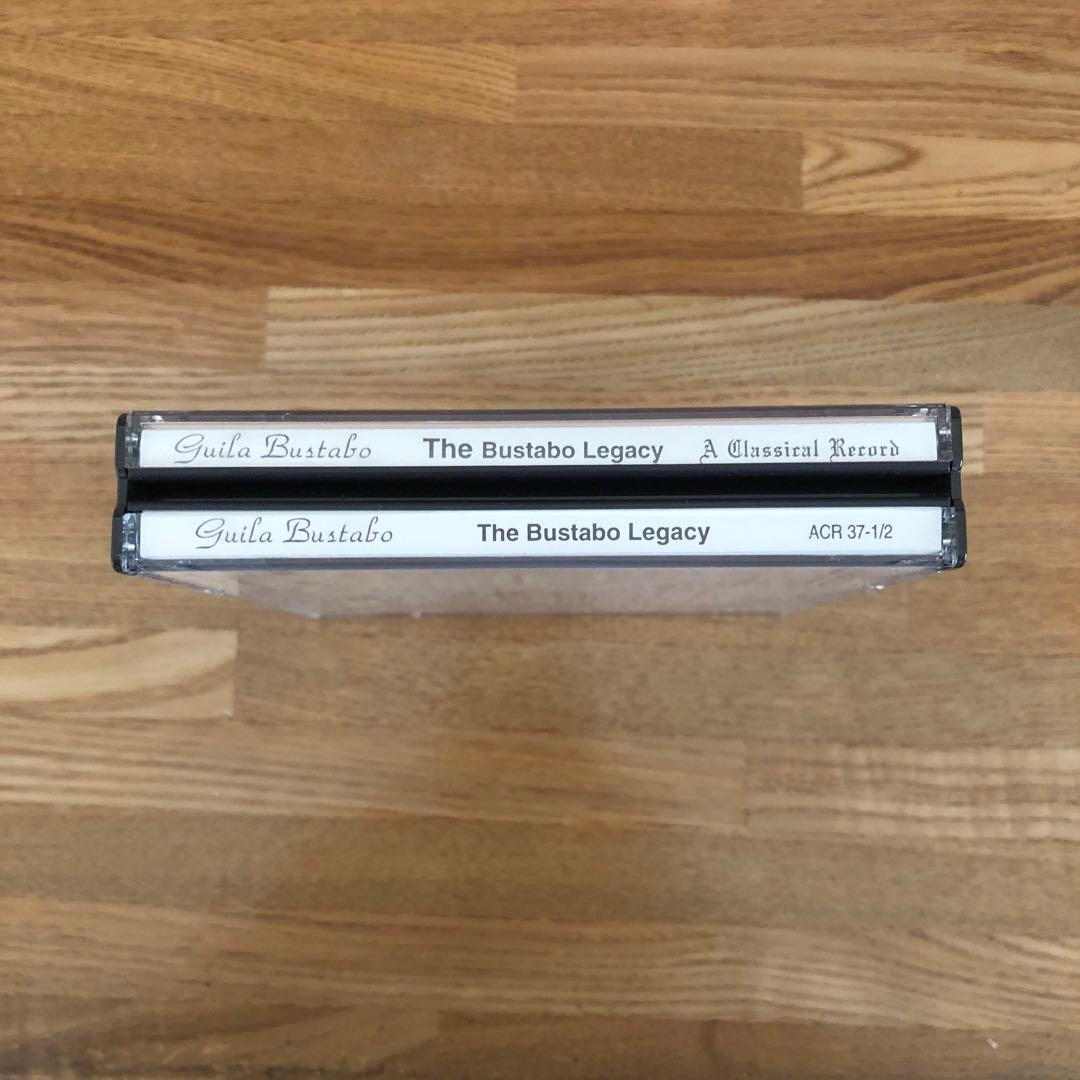 Guila Bustabo The Bustabo Legacy A Classical Record
Guila Bustabo The Bustabo Legacy ACR 37-1/2